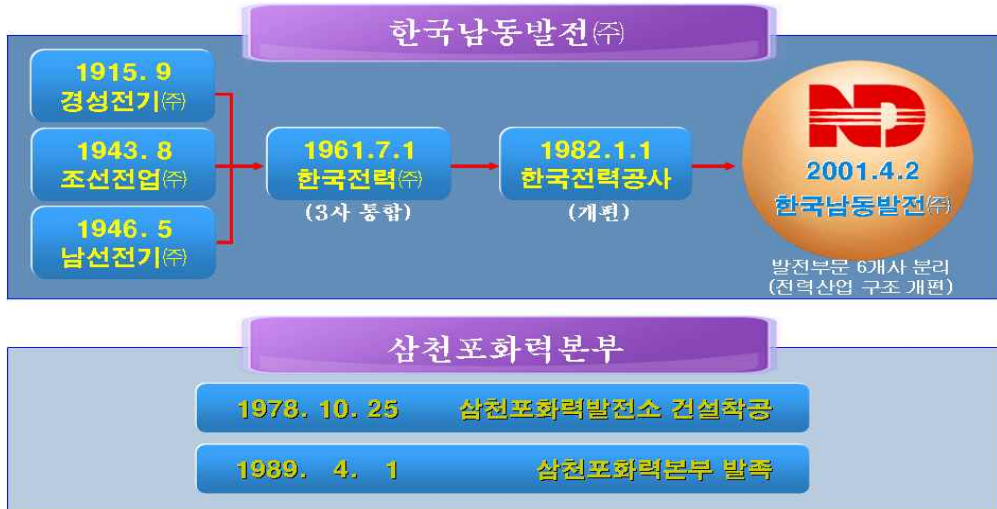 한국남동발전㈜
1915. 9
경성전기㈜
1943. 8
조선전업㈜
1946. 5
남선전기㈜
1961.7.1
한국전력㈜
(3사 통합)
1982.1.1
한국전력공사
(개편)
ND
2001.4.2
한국남동발전㈜
발전부문 6개사 분리
(전력산업 구조 개편)
삼천포화력본부
1978. 10. 25 삼천포화력발전소 건설착공
1989. 4. 1 삼천포화력본부 발족